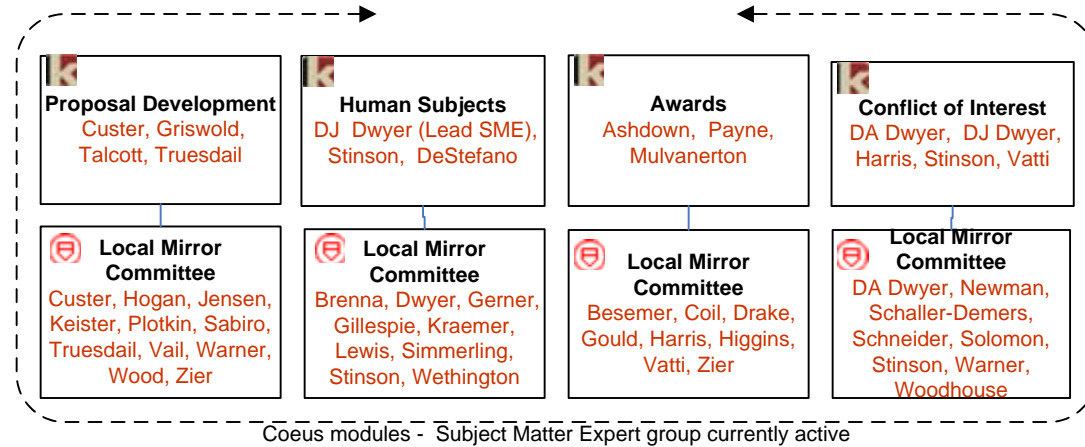 Proposal Development
Custer, Griswold,
Talcott, Truesdail
Human Subjects
DJ Dwyer (Lead SME),
Stinson, DeStefano
Awards
Ashdown, Payne,
Mulvanerton
Conflict of Interest
DA Dwyer, DJ Dwyer,
Harris, Stinson, Vatti
Local Mirror
Committee
Custer, Hogan, Jensen,
Keister, Plotkin, Sabiro,
Truesdail, Vail, Warner,
Wood, Zier
Local Mirror
Committee
Brenna, Dwyer, Gerner,
Gillespie, Kraemer,
Lewis, Simmerling,
Stinson, Wethington
Local Mirror
Committee
Besemer, Coil, Drake,
Gould, Harris, Higgins,
Vatti, Zier
Local Mirror
Committee
DA Dwyer, Newman,
Schaller-Demers,
Schneider, Solomon,
Stinson, Warner,
Woodhouse
Coeus modules - Subject Matter Expert group currently active